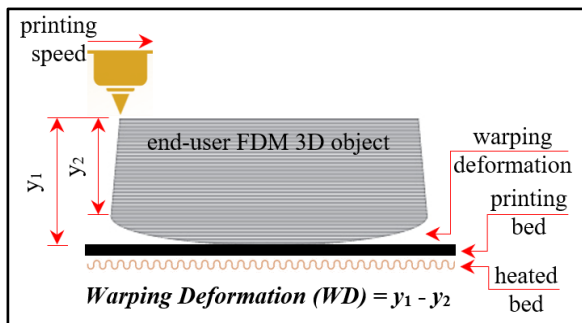 printing
speed
y₁
y₂
end-user FDM 3D object
warping
deformation
printing
bed
heated
bed
Warping Deformation (WD) = y₁ - y₂